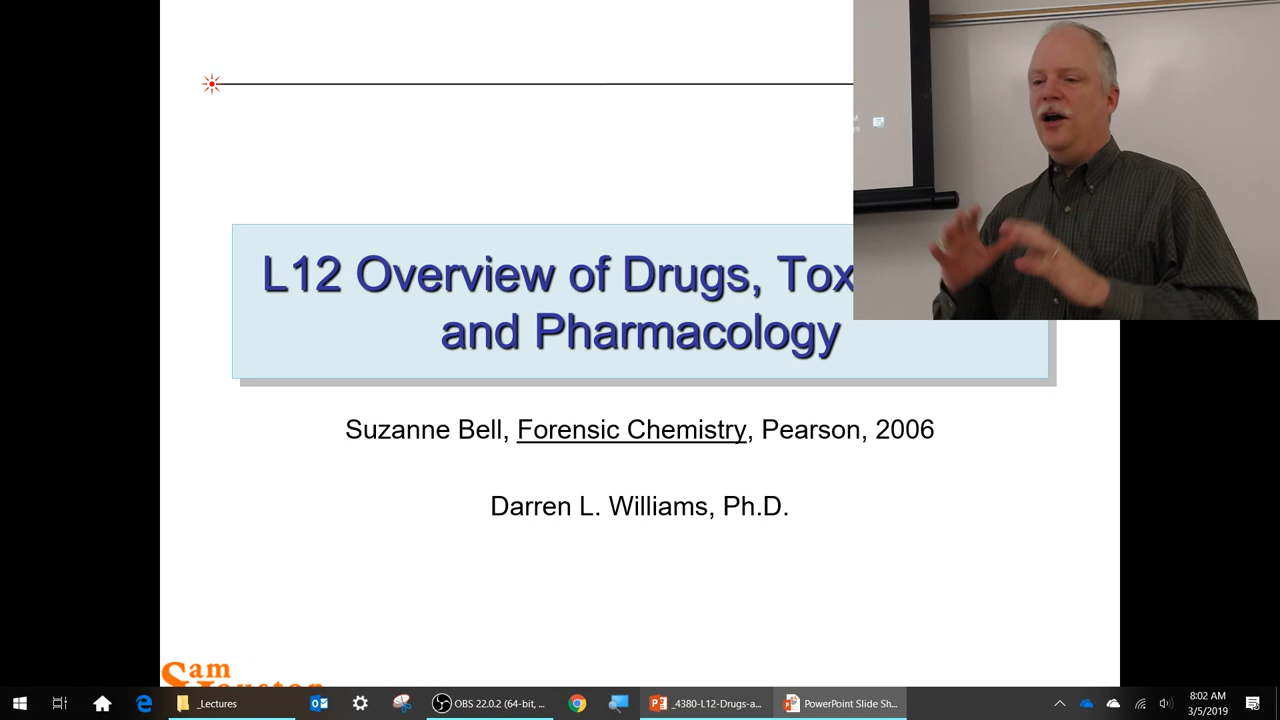 L12 Overview of Drugs, Tox
and Pharmacology
Suzanne Bell, Forensic Chemistry, Pearson, 2006
Darren L. Williams, Ph.D.
Sam
_Lectures
OBS 22.0.2 (64-bit, ...
_4380-L12-Drugs-a...
PowerPoint Slide Sh...
8:02 AM
3/5/2019